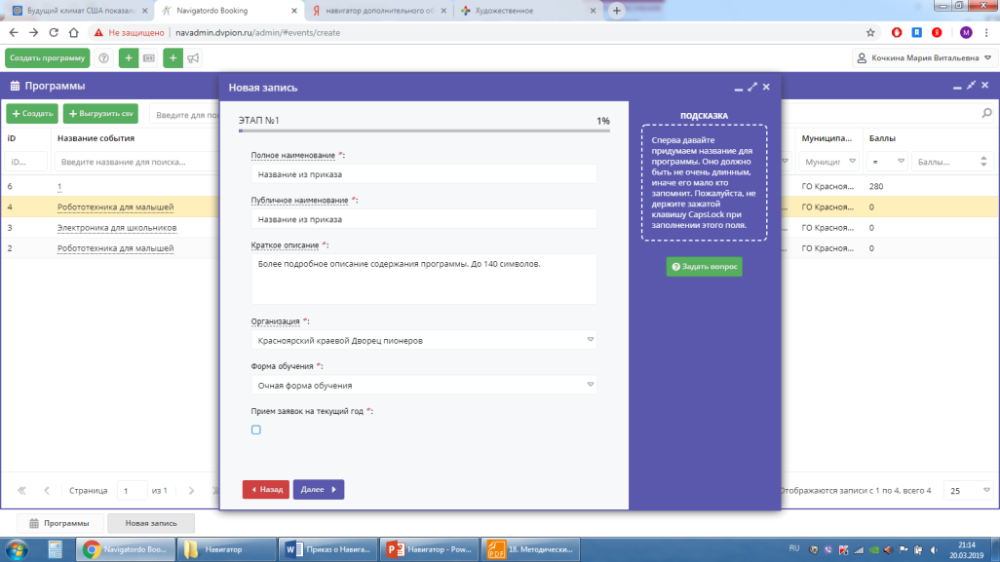 Будущий климат США показал
Navigatordo Booking
навигатор дополнительного об
Художественное
Не защищено | navadmin.dvpion.ru/admin/#events/create
Создать программу
Кочкина Мария Витальевна
Программы
Новая запись
+ Создать
+ Выгрузить csv
Введите для пои
ЭТАП №1
1%
ПОДСКАЗКА
Сперва давайте
придумаем название для
программы. Оно должно
быть не очень длинным,
иначе его мало кто
запомнит. Пожалуйста, не
держите зажатой
клавишу CapsLock при
заполнении этого поля.
Задать вопрос
iD
Название события
Муниципа...
Баллы
iD...
Введите название для поиска...
Муницип
=
Баллы...
6
1
ГО Красноя...
280
4
Робототехника для малышей
ГО Красноя...
0
3
Электроника для школьников
ГО Красноя...
0
2
Робототехника для малышей
ГО Красноя...
0
Полное наименование *:
Название из приказа
Публичное наименование *:
Название из приказа
Краткое описание *:
Более подробное описание содержания программы. До 140 символов.
Организация *:
Красноярский краевой Дворец пионеров
Форма обучения *:
Очная форма обучения
Прием заявок на текущий год *:
Назад
Далее
Страница
1
из 1
Отображаются записи с 1 по 4, всего 4
25
Программы
Новая запись
Navigatordo Boo...
Навигатор
Приказ о Навига...
Навигатор - Pow...
18. Методически...
RU
21:14
20.03.2019